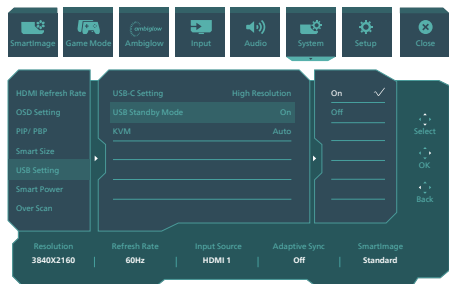 SmartImage Game Mode Ambiglow Input Audio System Setup Close
ambiglow
HDMI Refresh Rate USB-C Setting High Resolution On
OSD Setting USB Standby Mode On Off
PIP/ PBP KVM Auto
Select
Smart Size
OK
USB Setting
Smart Power
Back
Over Scan
Resolution Refresh Rate Input Source Adaptive Sync SmartImage
3840X2160 60Hz HDMI 1 Off Standard